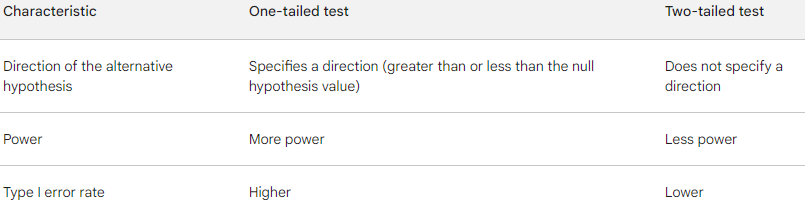 Characteristic One-tailed test Two-tailed test
Direction of the alternative hypothesis Specifies a direction (greater than or less than the null hypothesis value) Does not specify a direction
Power More power Less power
Type I error rate Higher Lower